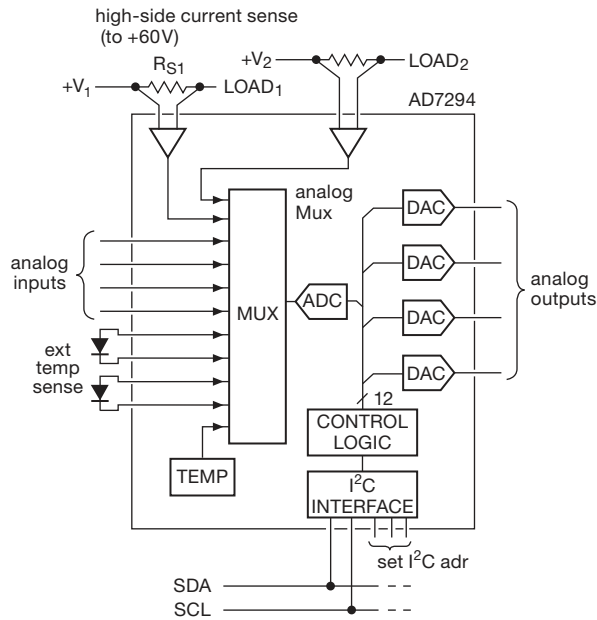 high-side current sense
(to +60V)
+V₁
R_S1
LOAD₁
+V₂
LOAD₂
AD7294
analog
Mux
analog
inputs
MUX
ADC
DAC
DAC
DAC
DAC
analog
outputs
ext
temp
sense
TEMP
12
CONTROL
LOGIC
I²C
INTERFACE
set I²C adr
SDA
SCL